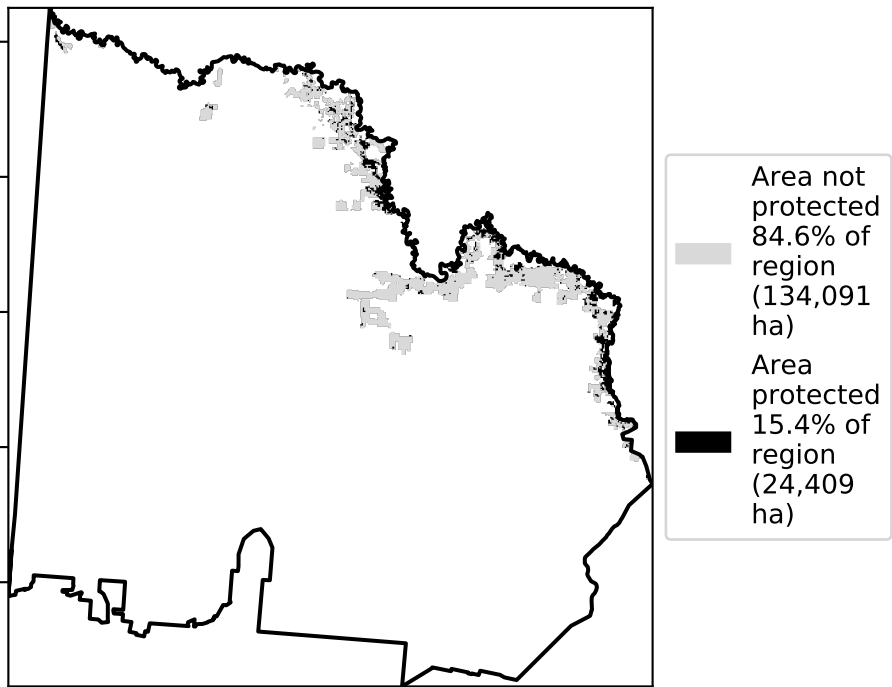 Area not
protected
84.6% of
region
(134,091
ha)
Area
protected
15.4% of
region
(24,409
ha)